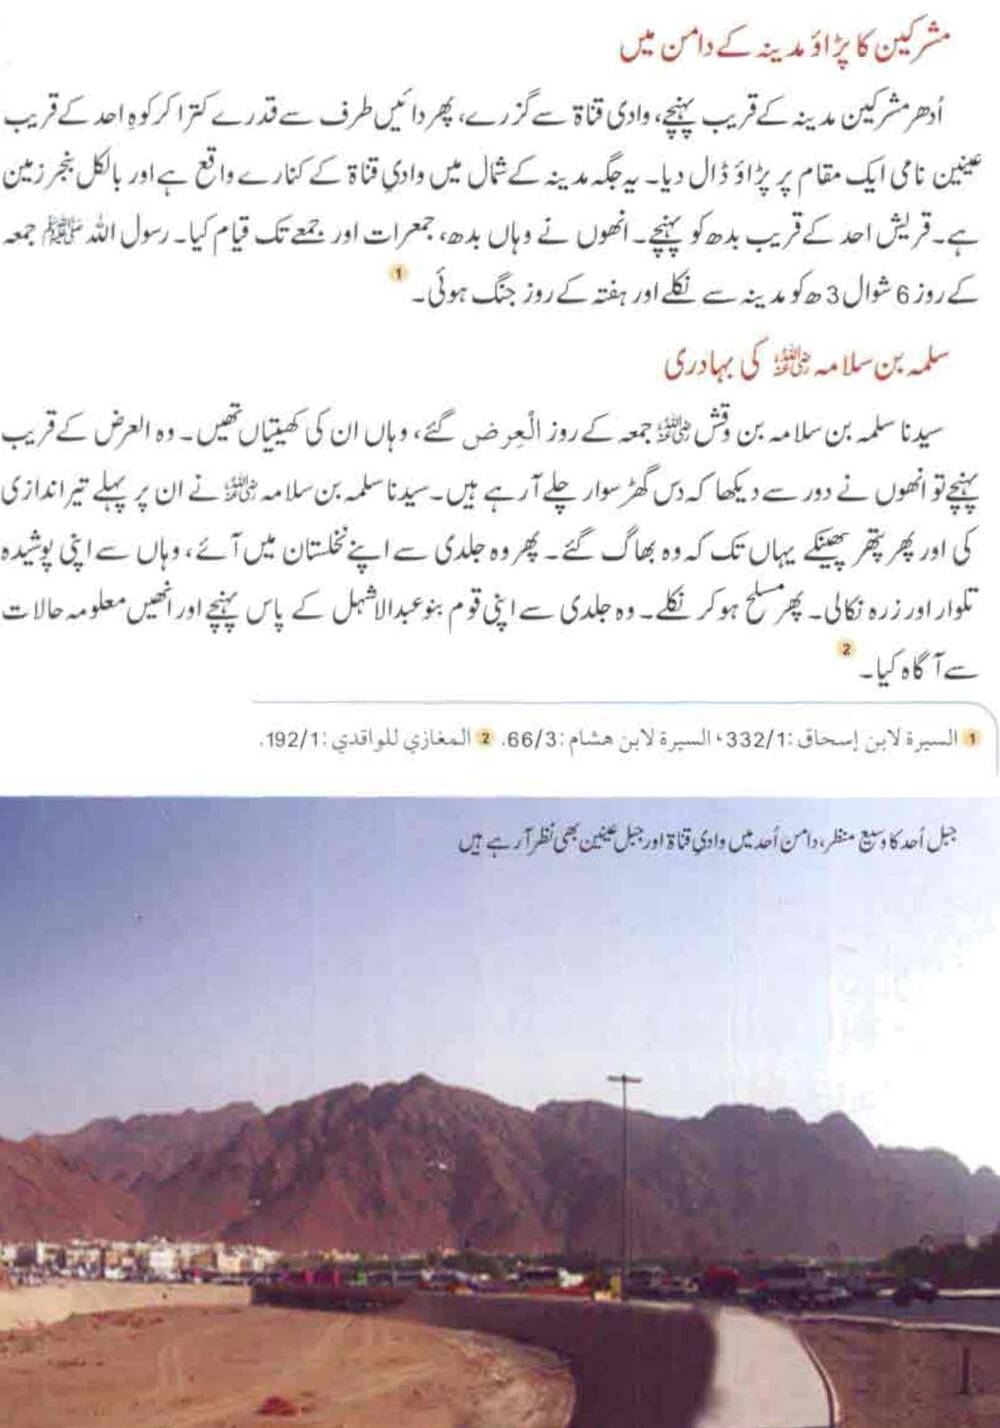 مشرکین کا پڑاؤ مدینہ کے دامن میں
اُدھر مشرکین مدینہ کے قریب پہنچے، وادی قناۃ سے گزرے، پھر دائیں طرف سے قدرے کترا کر کوہِ احد کے قریب
عینین نامی ایک مقام پر پڑاؤ ڈال دیا۔ یہ جگہ مدینہ کے شمال میں وادیِ قناۃ کے کنارے واقع ہے اور بالکل بنجر زمین
ہے۔ قریش احد کے قریب بدھ کو پہنچے۔ انھوں نے وہاں بدھ، جمعرات اور جمعے تک قیام کیا۔ رسول اللہ ﷺ جمعہ
کے روز 6 شوال 3ھ کو مدینہ سے نکلے اور ہفتہ کے روز جنگ ہوئی۔ 1
سلمہ بن سلامہ رضی اللہ عنہ کی بہادری
سیدنا سلمہ بن سلامہ بن وقش رضی اللہ عنہ جمعہ کے روز الْعِرض گئے، وہاں ان کی کھیتیاں تھیں۔ وہ العرض کے قریب
پہنچے تو انھوں نے دور سے دیکھا کہ دس گھڑ سوار چلے آ رہے ہیں۔ سیدنا سلمہ بن سلامہ رضی اللہ عنہ نے ان پر پہلے تیر اندازی
کی اور پھر پتھر پھینکے یہاں تک کہ وہ بھاگ گئے۔ پھر وہ جلدی سے اپنے نخلستان میں آئے، وہاں سے اپنی پوشیدہ
تلوار اور زرہ نکالی۔ پھر مسلح ہو کر نکلے۔ وہ جلدی سے اپنی قوم بنو عبدالاشہل کے پاس پہنچے اور انھیں معلومہ حالات
سے آگاہ کیا۔ 2
1 السيرة لابن إسحاق: 332/1، السيرة لابن هشام: 66/3. 2 المغازي للواقدي: 192/1.
جبل اُحد کا وسیع منظر، دامن اُحد میں وادیِ قناۃ اور جبل عینین بھی نظر آ رہے ہیں